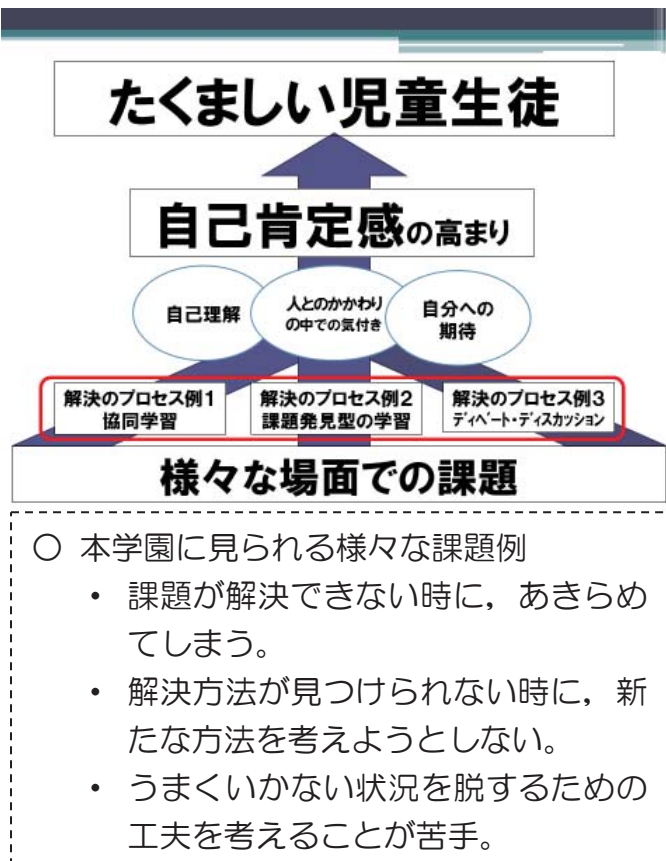 たくましい児童生徒
自己肯定感の高まり
自己理解
人とのかかわり
の中での気付き
自分への
期待
解決のプロセス例1
協同学習
解決のプロセス例2
課題発見型の学習
解決のプロセス例3
ディベート・ディスカッション
様々な場面での課題
○ 本学園に見られる様々な課題例
・ 課題が解決できない時に，あきらめ
てしまう。
・ 解決方法が見つけられない時に，新
たな方法を考えようとしない。
・ うまくいかない状況を脱するための
工夫を考えることが苦手。